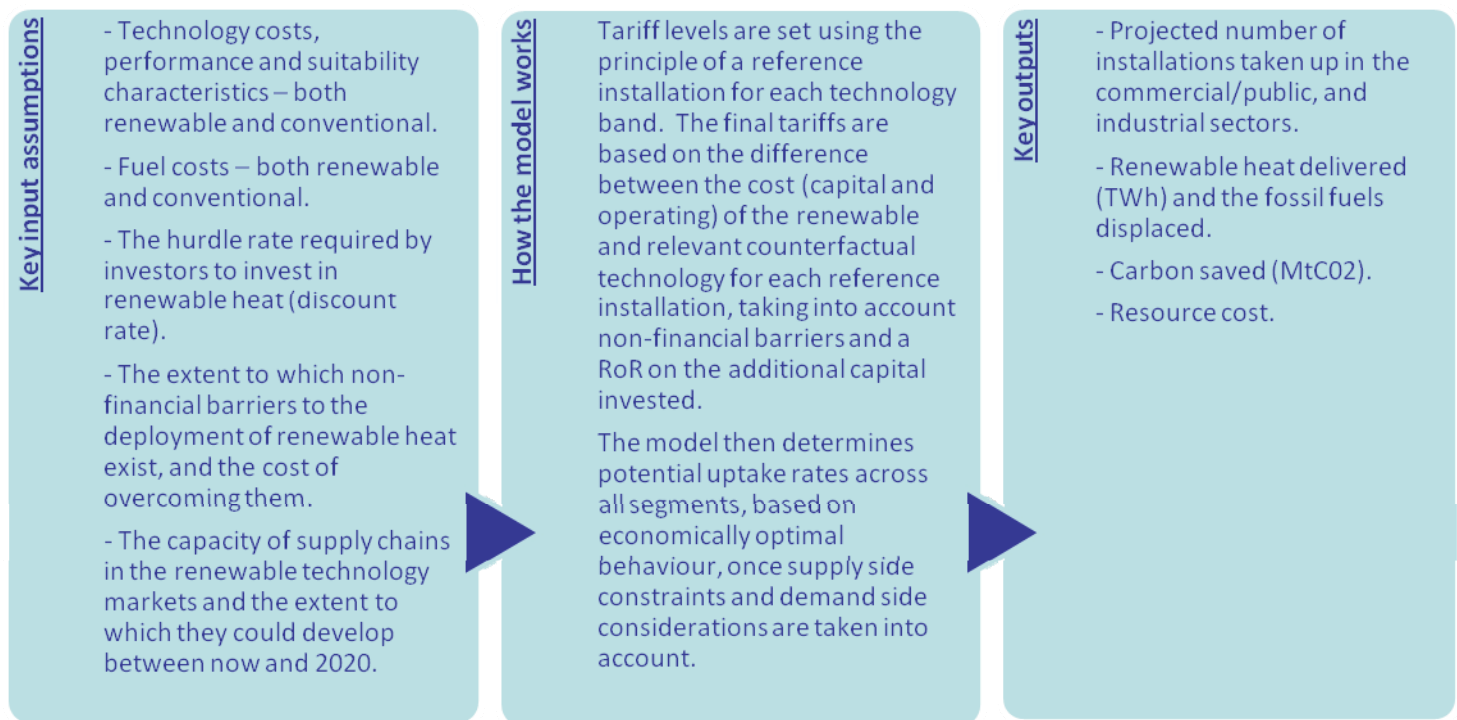 Key input assumptions
- Technology costs,
performance and suitability
characteristics – both
renewable and conventional.
- Fuel costs – both renewable
and conventional.
- The hurdle rate required by
investors to invest in
renewable heat (discount
rate).
- The extent to which non-
financial barriers to the
deployment of renewable heat
exist, and the cost of
overcoming them.
- The capacity of supply chains
in the renewable technology
markets and the extent to
which they could develop
between now and 2020.
How the model works
Tariff levels are set using the
principle of a reference
installation for each technology
band.  The final tariffs are
based on the difference
between the cost (capital and
operating) of the renewable
and relevant counterfactual
technology for each reference
installation, taking into account
non-financial barriers and a
RoR on the additional capital
invested.
The model then determines
potential uptake rates across
all segments, based on
economically optimal
behaviour, once supply side
constraints and demand side
considerations are taken into
account.
Key outputs
- Projected number of
installations taken up in the
commercial/public, and
industrial sectors.
- Renewable heat delivered
(TWh) and the fossil fuels
displaced.
- Carbon saved (MtC02).
- Resource cost.